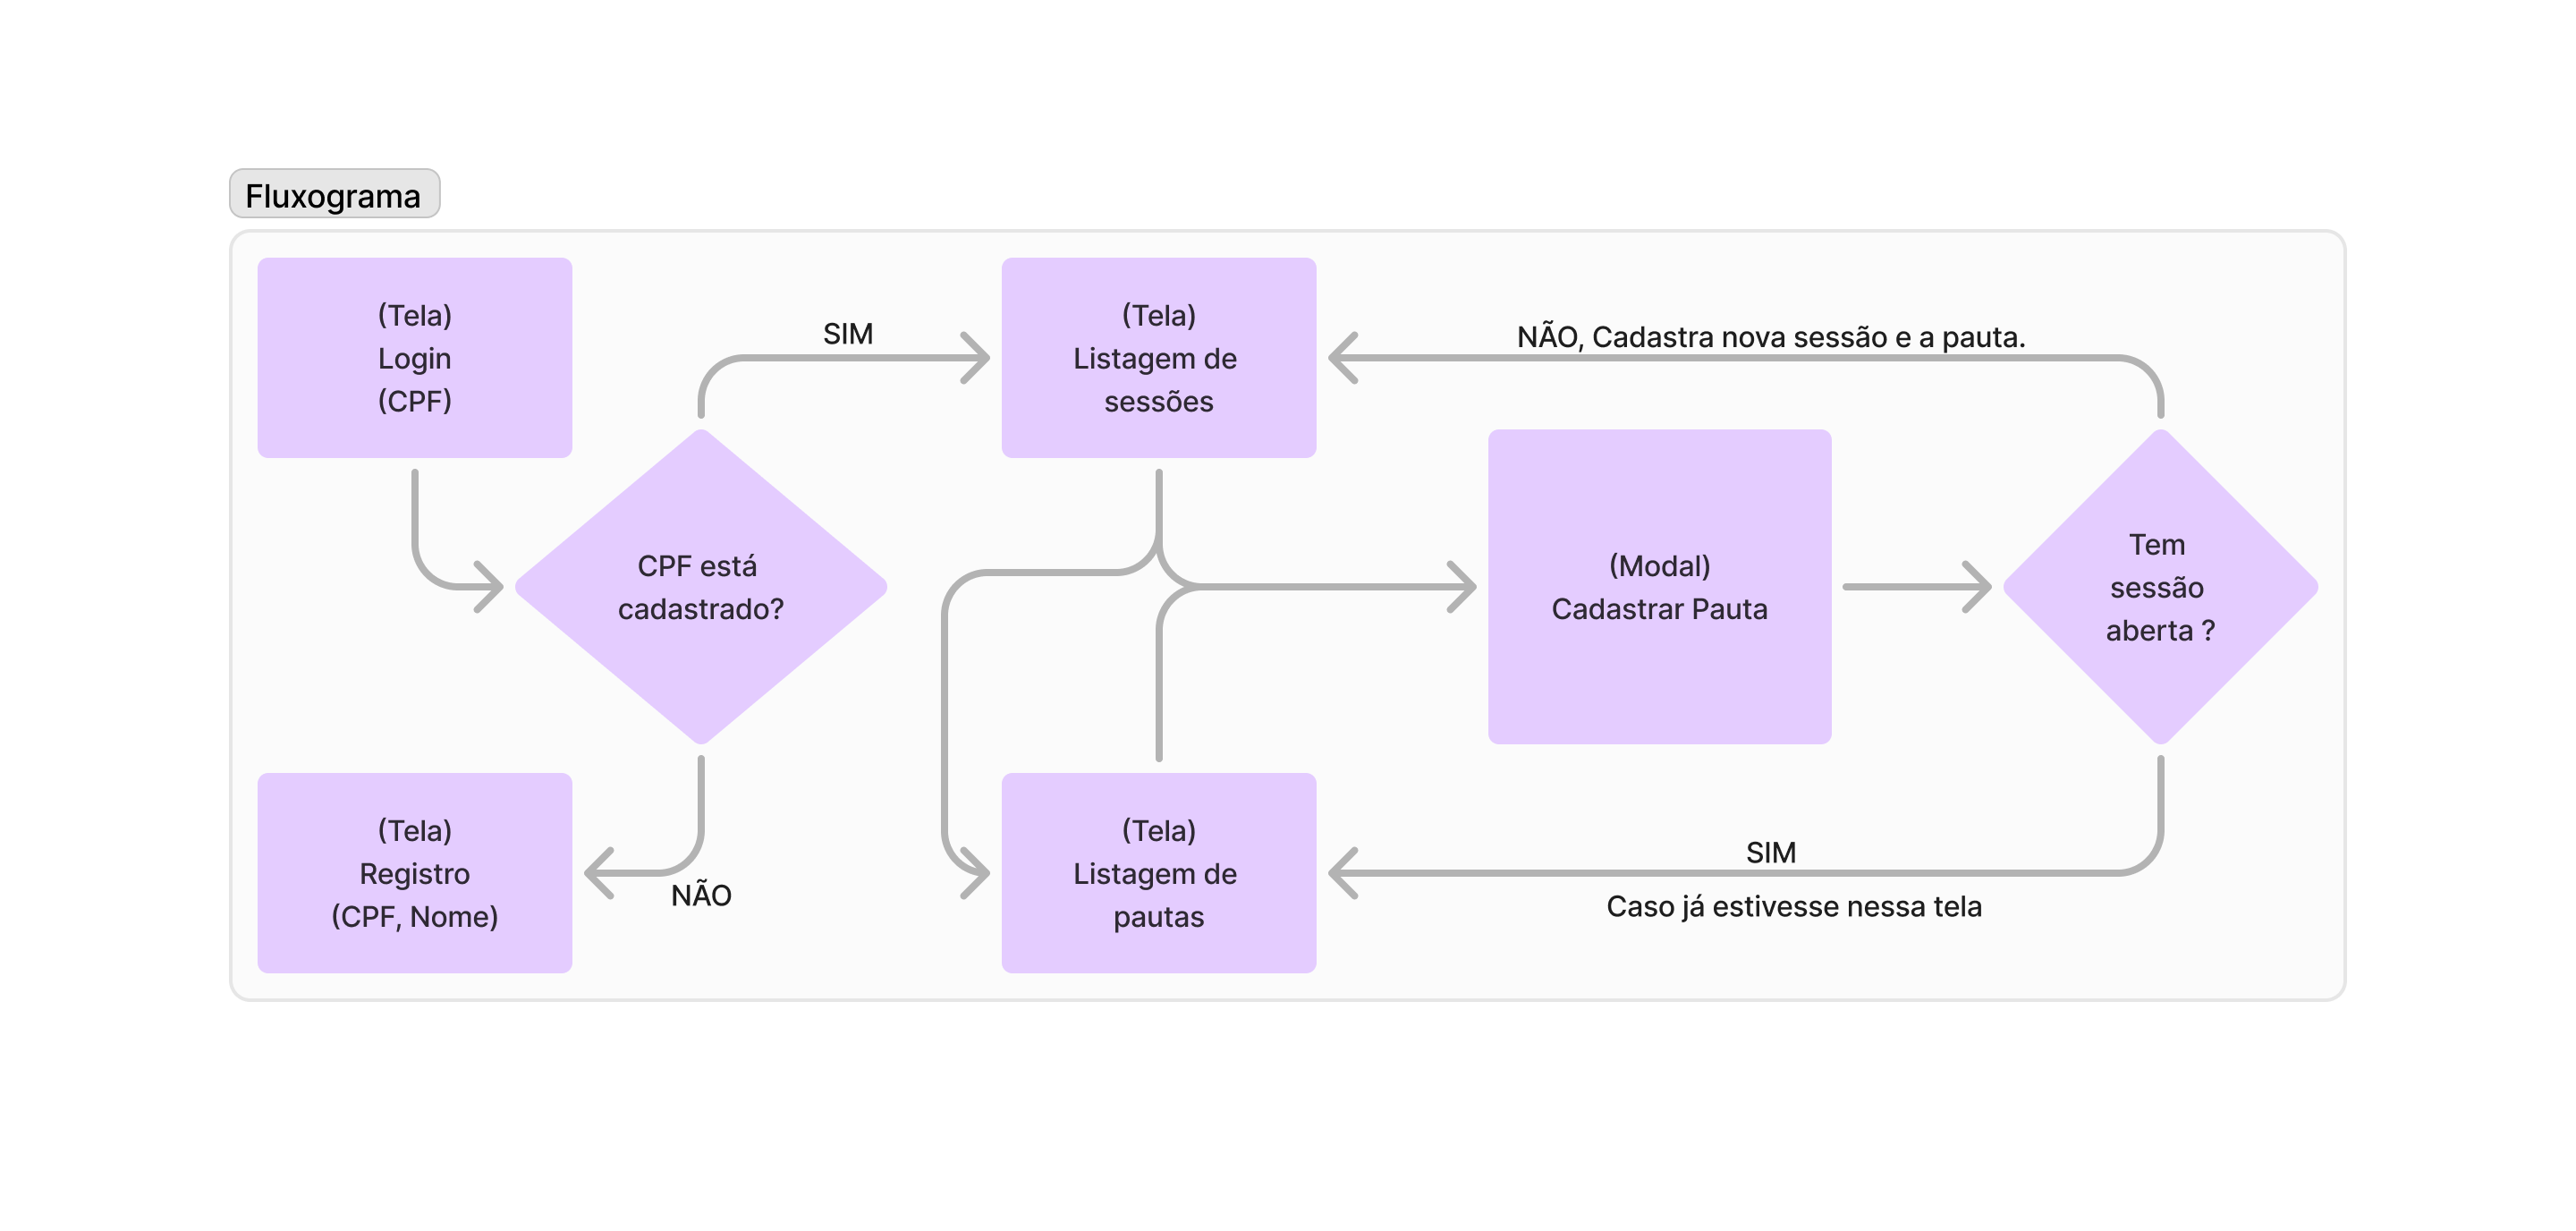 Fluxograma
(Tela)
Login
(CPF)
SIM
(Tela)
Listagem de
sessões
NÃO, Cadastra nova sessão e a pauta.
CPF está
cadastrado?
(Modal)
Cadastrar Pauta
Tem
sessão
aberta ?
(Tela)
Registro
(CPF, Nome)
NÃO
(Tela)
Listagem de
pautas
SIM
Caso já estivesse nessa tela